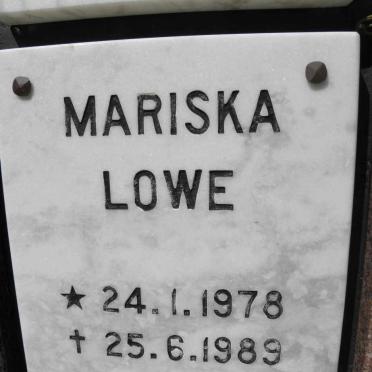 MARISKA
LOWE
★ 24.1.1978
✝ 25.6.1989